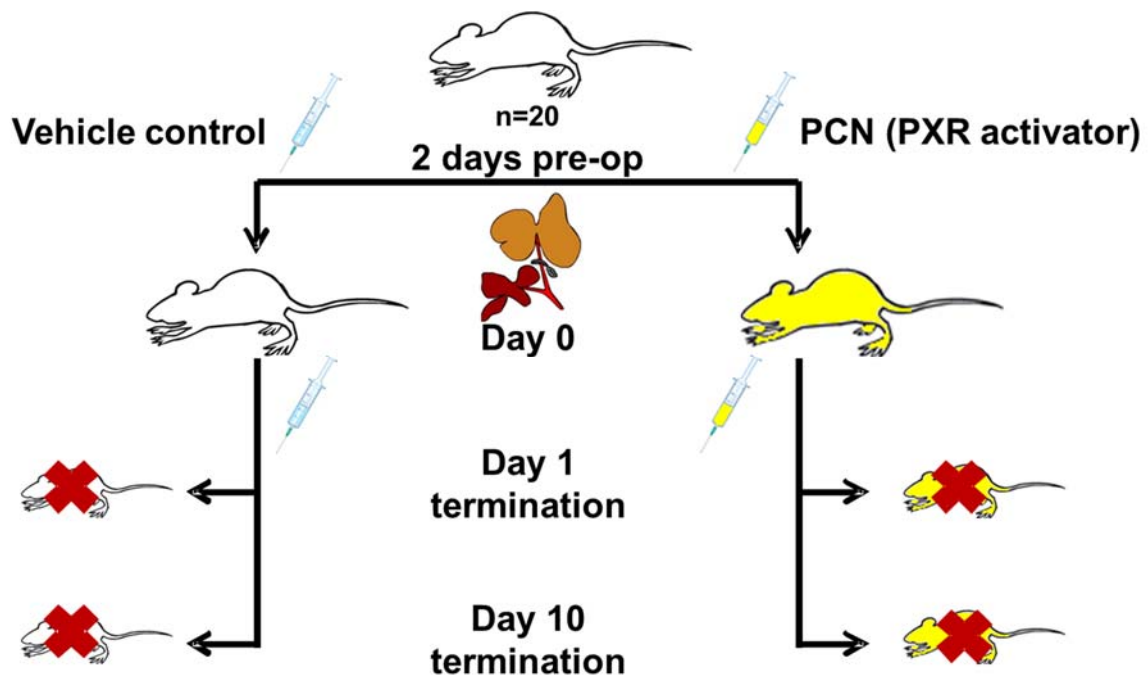 n=20
Vehicle control
PCN (PXR activator)
2 days pre-op
Day 0
Day 1
termination
Day 10
termination